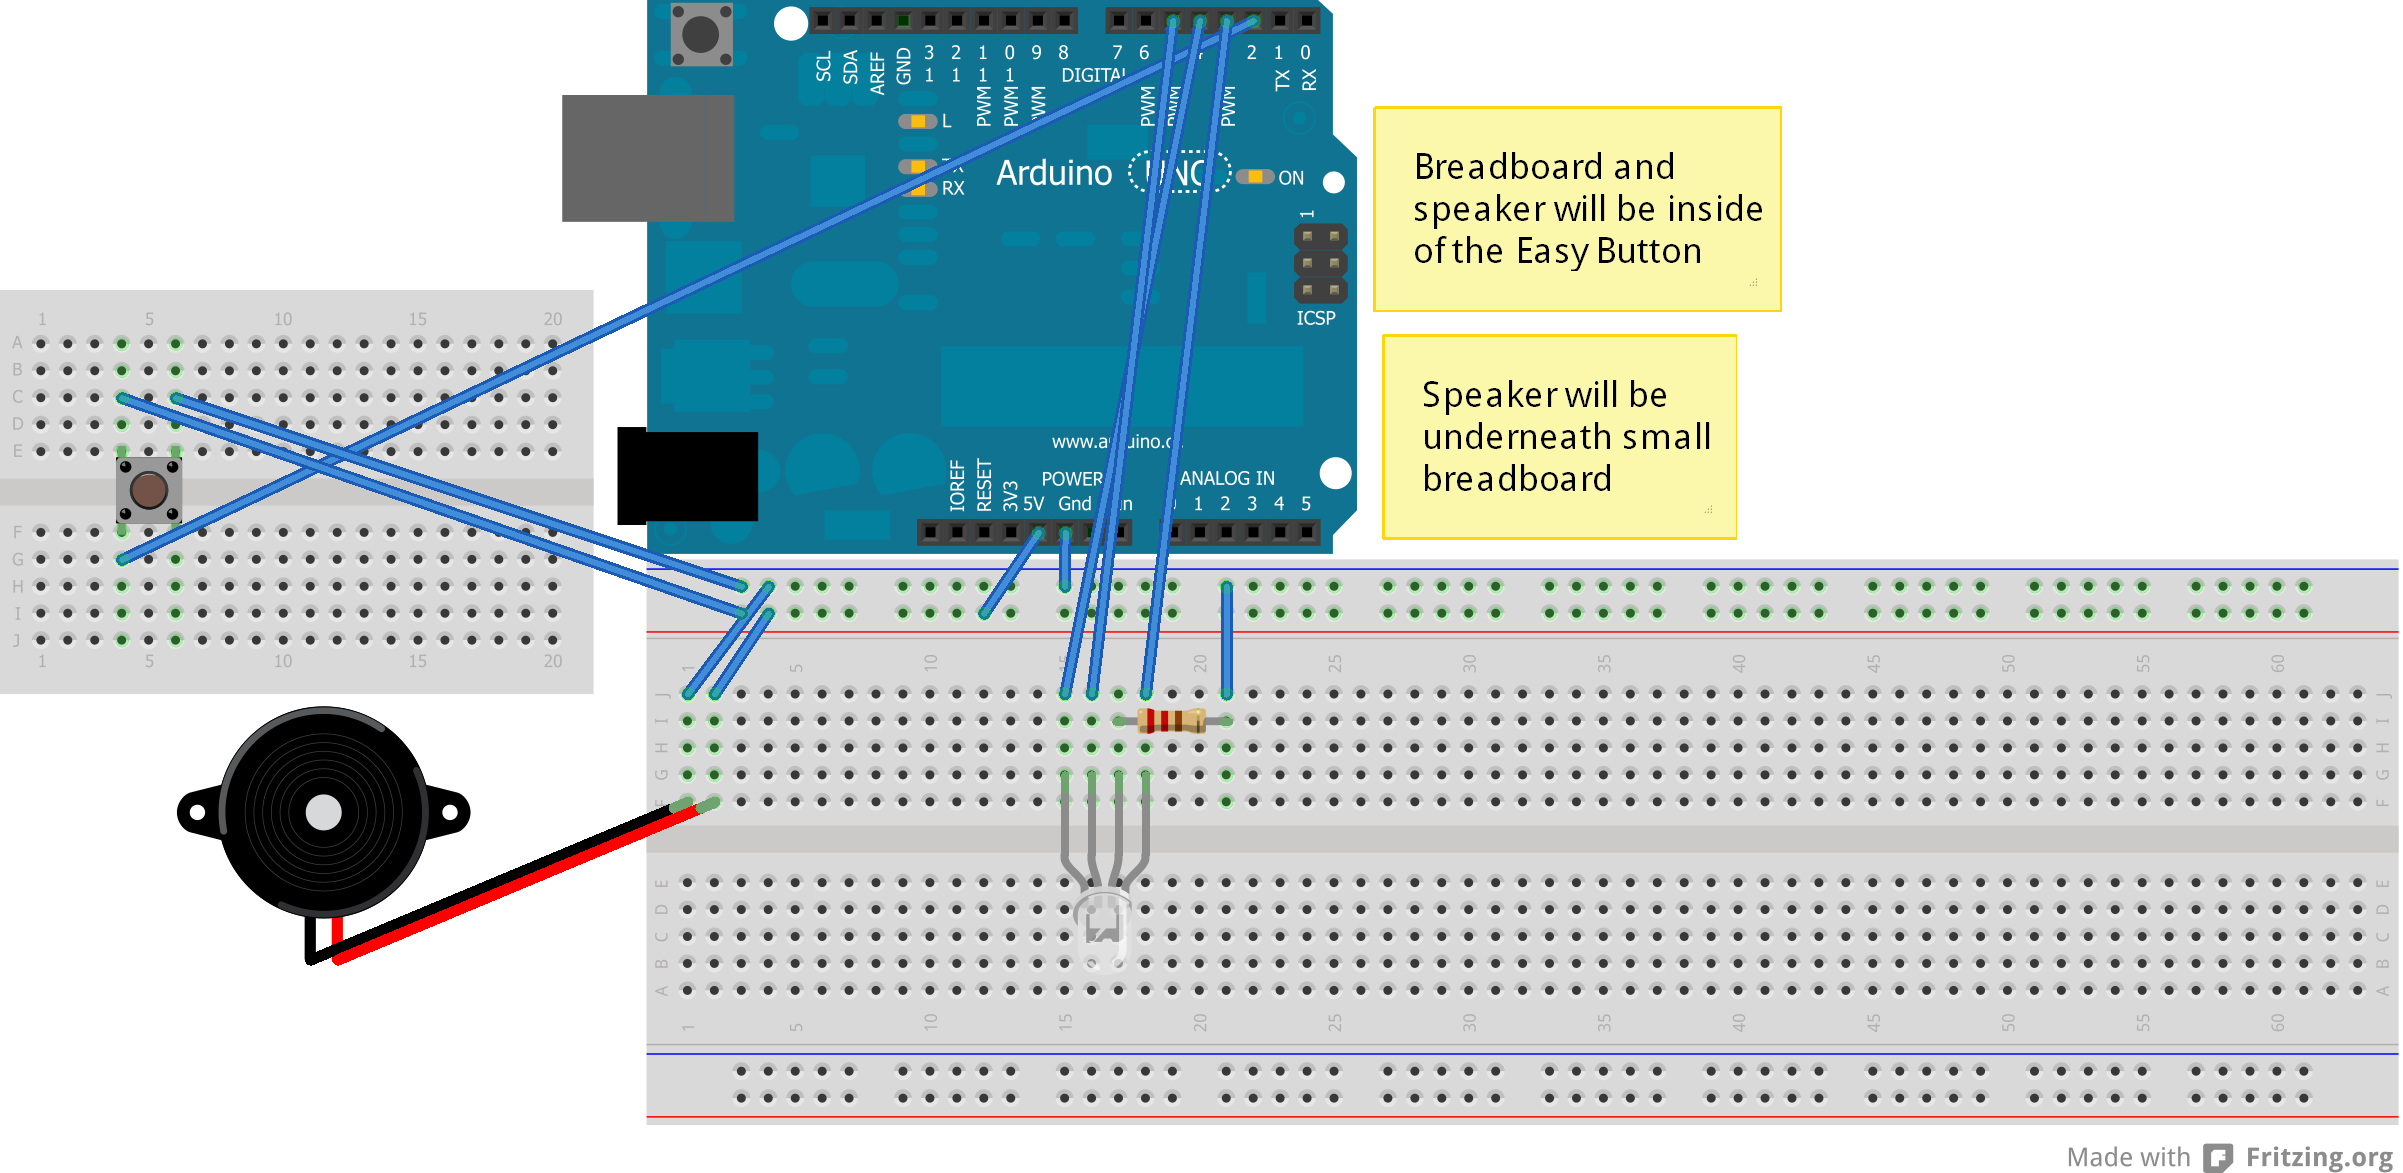 SCL SDA AREF GND 13 12 11 10 9 8 7 6 4 2 1 0
PWM PWM PWM PWM PWM PWM TX RX
DIGITAL
L
TX
RX
Arduino UNO
ON
1
ICSP
www.arduino.cc
POWER ANALOG IN
IOREF RESET 3V3 5V Gnd Vin 0 1 2 3 4 5
Breadboard and
speaker will be inside
of the Easy Button
Speaker will be
underneath small
breadboard
1 5 10 15 20
A
B
C
D
E
F
G
H
I
J
1 5 10 15 20
1 5 10 15 20 25 30 35 40 45 50 55 60
J J
I I
H H
G G
F F
E E
D D
C C
B B
A A
1 5 10 15 20 25 30 35 40 45 50 55 60
Made with Fritzing.org